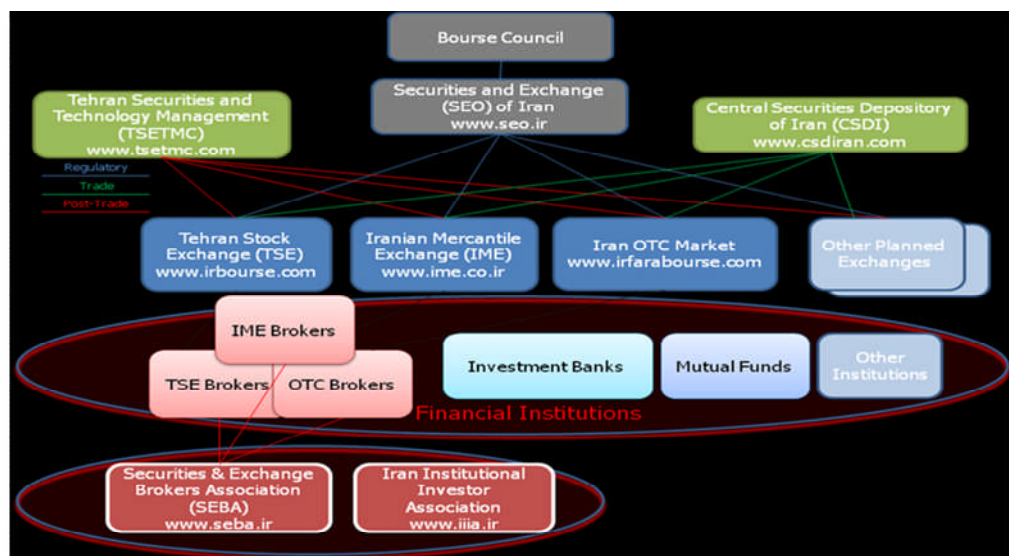 Bourse Council
Securities and Exchange
(SEO) of Iran
www.seo.ir
Tehran Securities and
Technology Management
(TSETMC)
www.tsetmc.com
Central Securities Depository
of Iran (CSDI)
www.csdiran.com
Regulatory
Trade
Post-Trade
Tehran Stock
Exchange (TSE)
www.irbourse.com
Iranian Mercantile
Exchange (IME)
www.ime.co.ir
Iran OTC Market
www.irfarabourse.com
Other Planned
Exchanges
IME Brokers
TSE Brokers
OTC Brokers
Investment Banks
Mutual Funds
Other
Institutions
Financial Institutions
Securities & Exchange
Brokers Association
(SEBA)
www.seba.ir
Iran Institutional
Investor
Association
www.iiia.ir